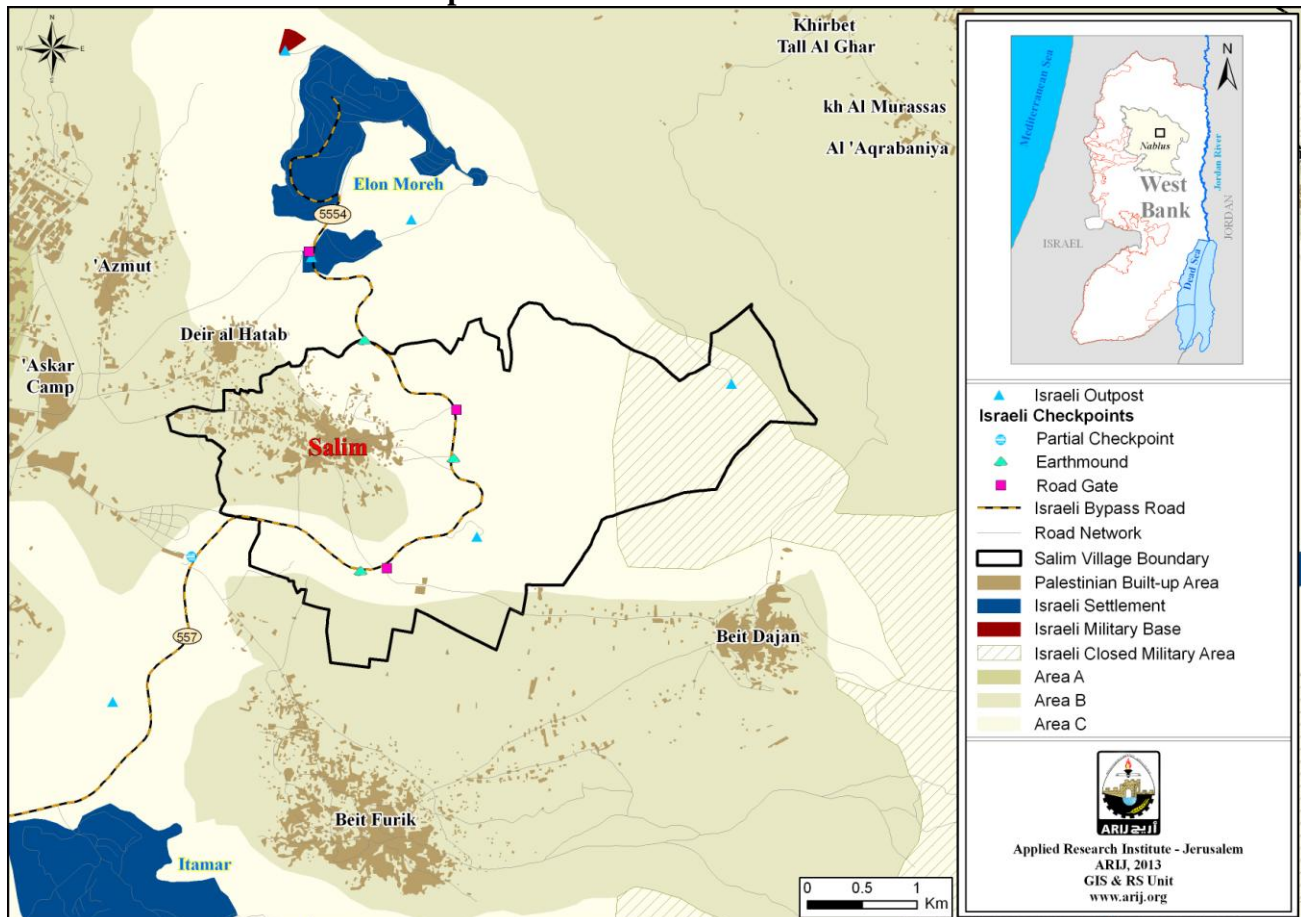 N
W
E
S
Khirbet
Tall Al Ghar
kh Al Murassas
Al 'Aqrabaniya
Elon Moreh
5554
'Azmut
Deir al Hatab
'Askar
Camp
Salim
557
Beit Dajan
Beit Furik
Itamar
0 0.5 1
Km
N
Mediterranean Sea
Nablus
West
Bank
Jordan River
JORDAN
ISRAEL
Dead Sea
Israeli Outpost
Israeli Checkpoints
Partial Checkpoint
Earthmound
Road Gate
Israeli Bypass Road
Road Network
Salim Village Boundary
Palestinian Built-up Area
Israeli Settlement
Israeli Military Base
Israeli Closed Military Area
Area A
Area B
Area C
ARIJ أريج
Applied Research Institute - Jerusalem
ARIJ, 2013
GIS & RS Unit
www.arij.org